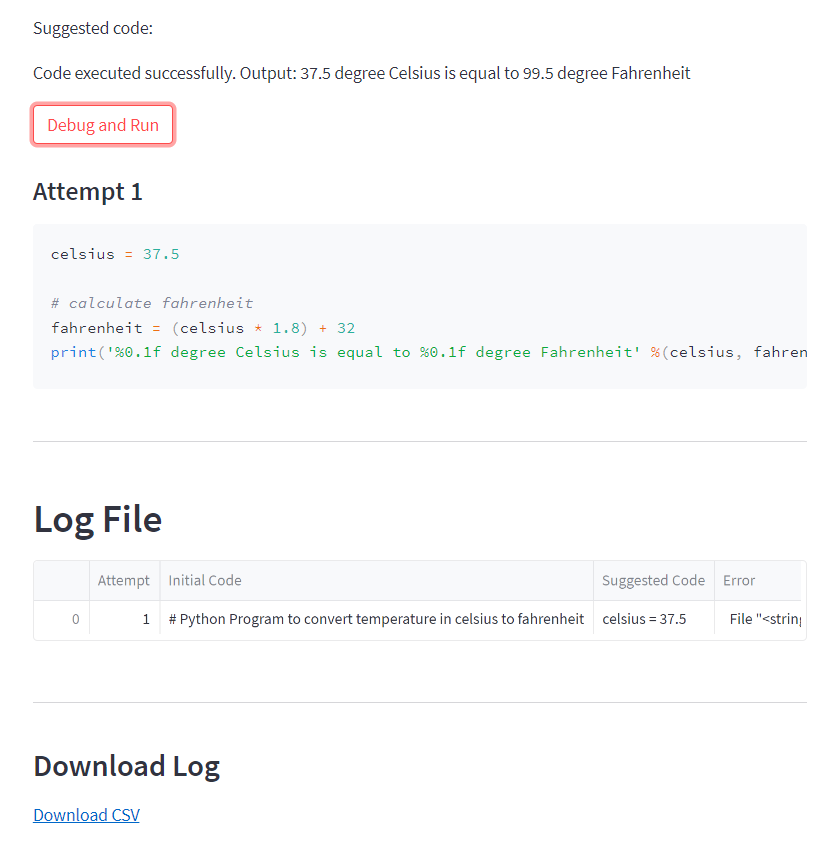 Suggested code:
Code executed successfully. Output: 37.5 degree Celsius is equal to 99.5 degree Fahrenheit
Debug and Run
Attempt 1
celsius = 37.5
# calculate fahrenheit
fahrenheit = (celsius * 1.8) + 32
print('%0.1f degree Celsius is equal to %0.1f degree Fahrenheit' %(celsius, fahren
Log File
Attempt Initial Code Suggested Code Error
0 1 # Python Program to convert temperature in celsius to fahrenheit celsius = 37.5 File "<string
Download Log
Download CSV